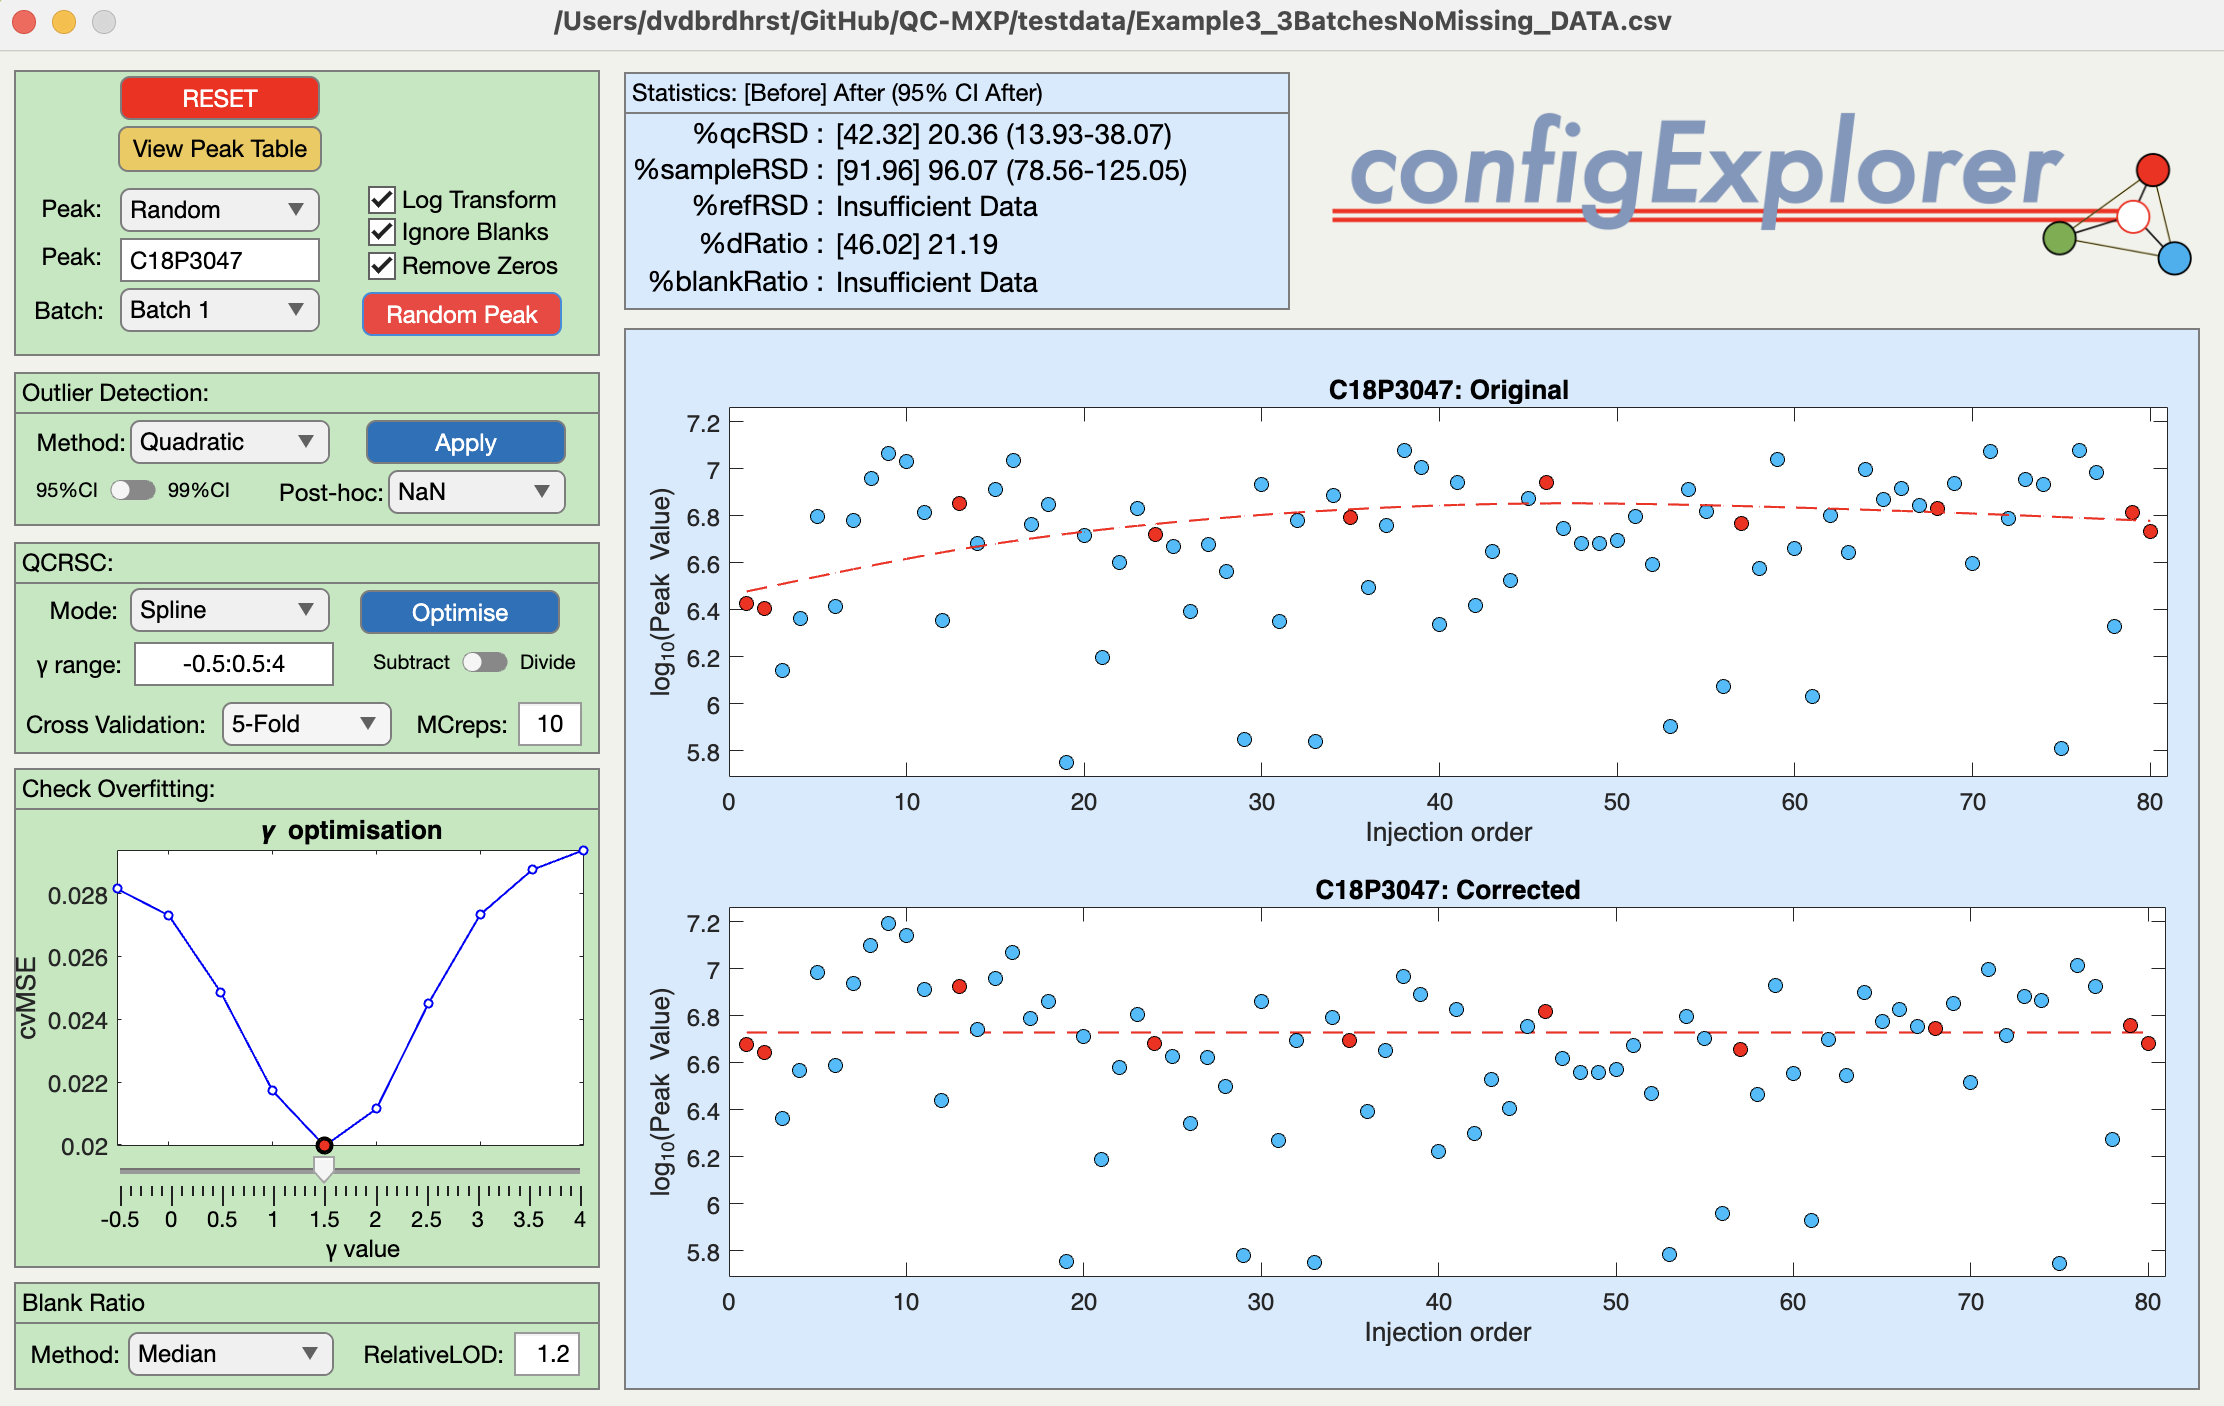 /Users/dvdbrdhrst/GitHub/QC-MXP/testdata/Example3_3BatchesNoMissing_DATA.csv
RESET
View Peak Table
Peak: Random
Log Transform
Ignore Blanks
Peak: C18P3047
Remove Zeros
Batch: Batch 1
Random Peak
Outlier Detection:
Method: Quadratic
Apply
95%CI 99%CI
Post-hoc: NaN
QCRSC:
Mode: Spline
Optimise
γ range: -0.5:0.5:4
Subtract Divide
Cross Validation: 5-Fold
MCreps: 10
Check Overfitting:
γ optimisation
0.028
0.026
0.024
0.022
0.02
cvMSE
-0.5 0 0.5 1 1.5 2 2.5 3 3.5 4
γ value
Blank Ratio
Method: Median
RelativeLOD: 1.2
Statistics: [Before] After (95% CI After)
%qcRSD : [42.32] 20.36 (13.93-38.07)
%sampleRSD : [91.96] 96.07 (78.56-125.05)
%refRSD : Insufficient Data
%dRatio : [46.02] 21.19
%blankRatio : Insufficient Data
configExplorer
C18P3047: Original
7.2
7
6.8
6.6
6.4
6.2
6
5.8
log10(Peak Value)
0 10 20 30 40 50 60 70 80
Injection order
C18P3047: Corrected
7.2
7
6.8
6.6
6.4
6.2
6
5.8
log10(Peak Value)
0 10 20 30 40 50 60 70 80
Injection order